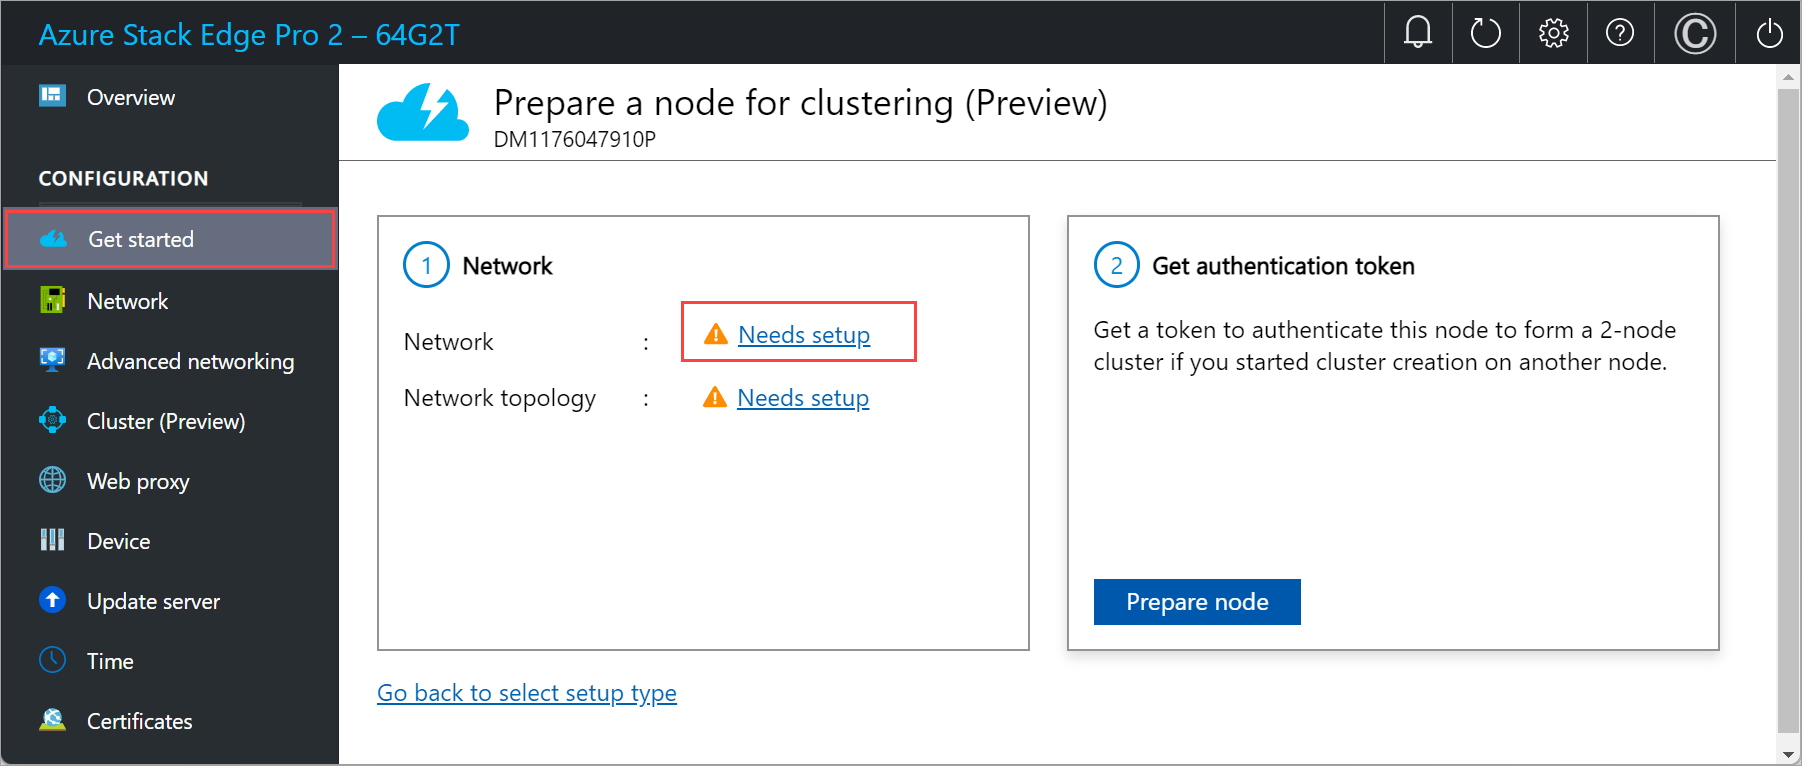 Azure Stack Edge Pro 2 – 64G2T
Overview
CONFIGURATION
Get started
Network
Advanced networking
Cluster (Preview)
Web proxy
Device
Update server
Time
Certificates
Prepare a node for clustering (Preview)
DM1176047910P
1 Network
Network : Needs setup
Network topology : Needs setup
2 Get authentication token
Get a token to authenticate this node to form a 2-node
cluster if you started cluster creation on another node.
Prepare node
Go back to select setup type